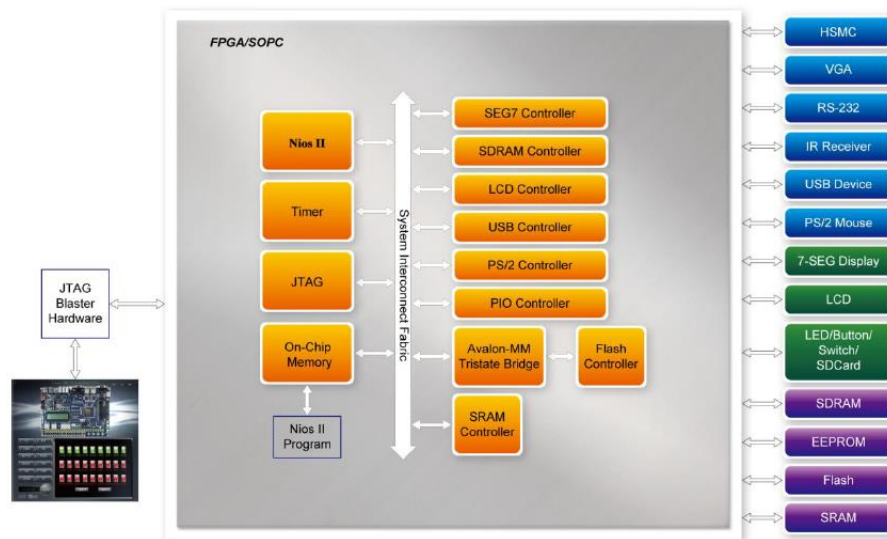 FPGA/SOPC
Nios II
Timer
JTAG
On-Chip
Memory
Nios II
Program
System Interconnect Fabric
SEG7 Controller
SDRAM Controller
LCD Controller
USB Controller
PS/2 Controller
PIO Controller
Avalon-MM
Tristate Bridge
Flash
Controller
SRAM
Controller
JTAG
Blaster
Hardware
HSMC
VGA
RS-232
IR Receiver
USB Device
PS/2 Mouse
7-SEG Display
LCD
LED/Button/
Switch/
SDCard
SDRAM
EEPROM
Flash
SRAM